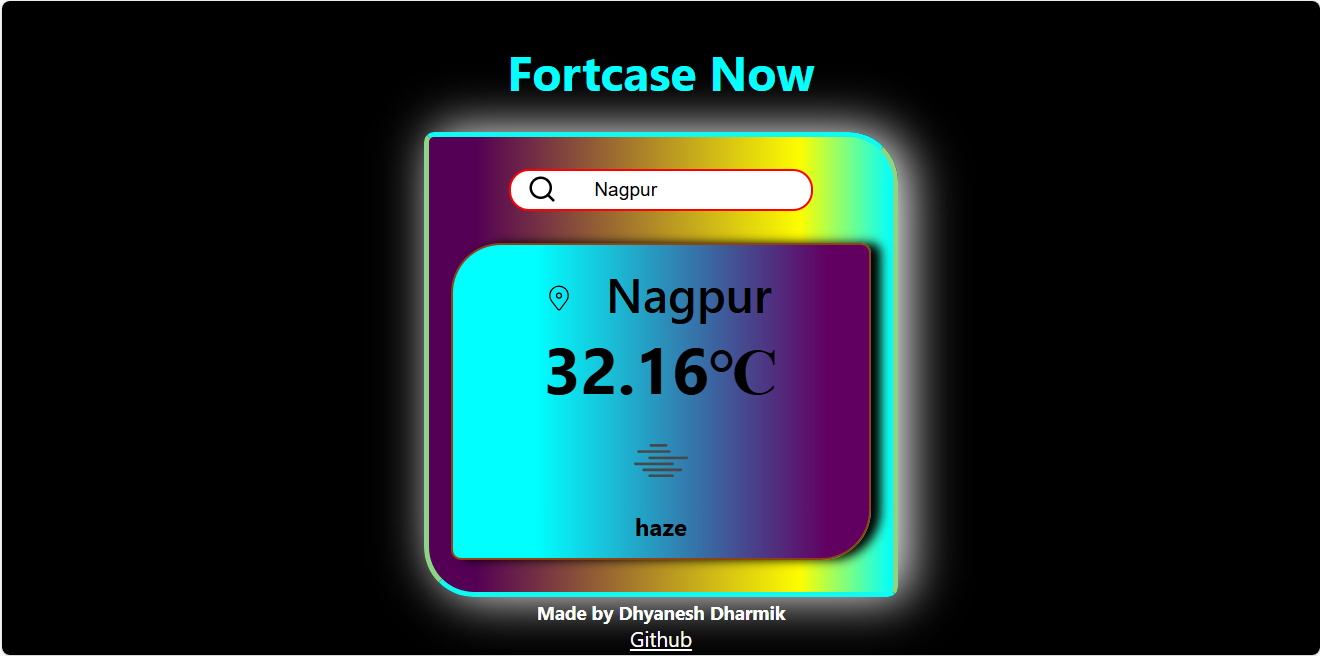 Fortcase Now
Nagpur
Nagpur
32.16℃
haze
Made by Dhyanesh Dharmik
Github